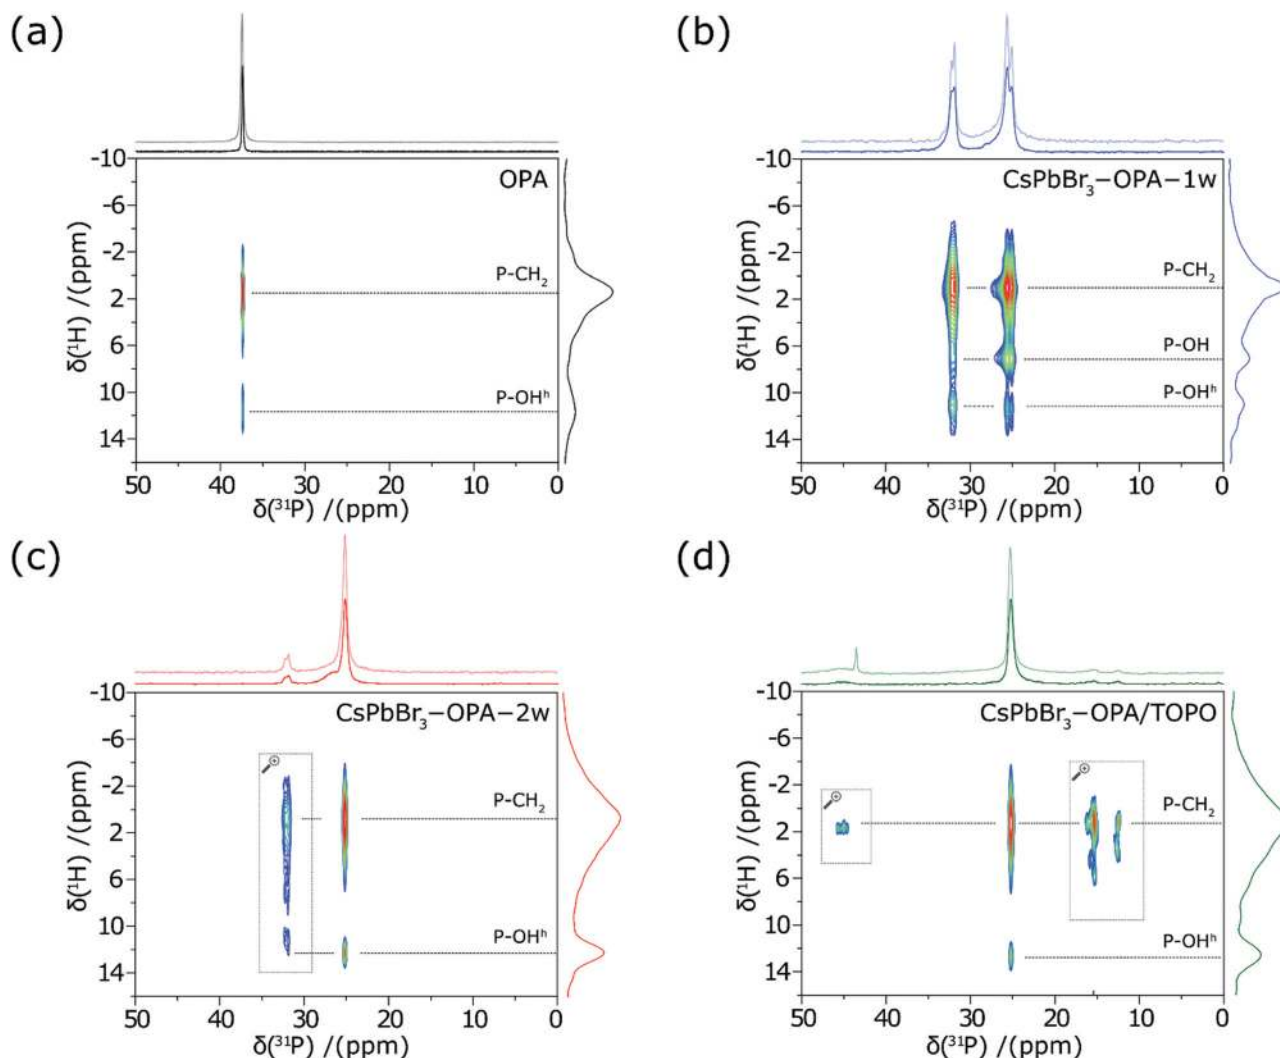 (a)
OPA
-10
-6
-2
2
6
10
14
δ(¹H) /(ppm)
P-CH₂
P-OHʰ
50 40 30 20 10 0
δ(³¹P) /(ppm)
(b)
CsPbBr₃–OPA–1w
-10
-6
-2
2
6
10
14
δ(¹H) /(ppm)
P-CH₂
P-OH
P-OHʰ
50 40 30 20 10 0
δ(³¹P) /(ppm)
(c)
CsPbBr₃–OPA–2w
-10
-6
-2
2
6
10
14
δ(¹H) /(ppm)
P-CH₂
P-OHʰ
50 40 30 20 10 0
δ(³¹P) /(ppm)
(d)
CsPbBr₃–OPA/TOPO
-10
-6
-2
2
6
10
14
δ(¹H) /(ppm)
P-CH₂
P-OHʰ
50 40 30 20 10 0
δ(³¹P) /(ppm)